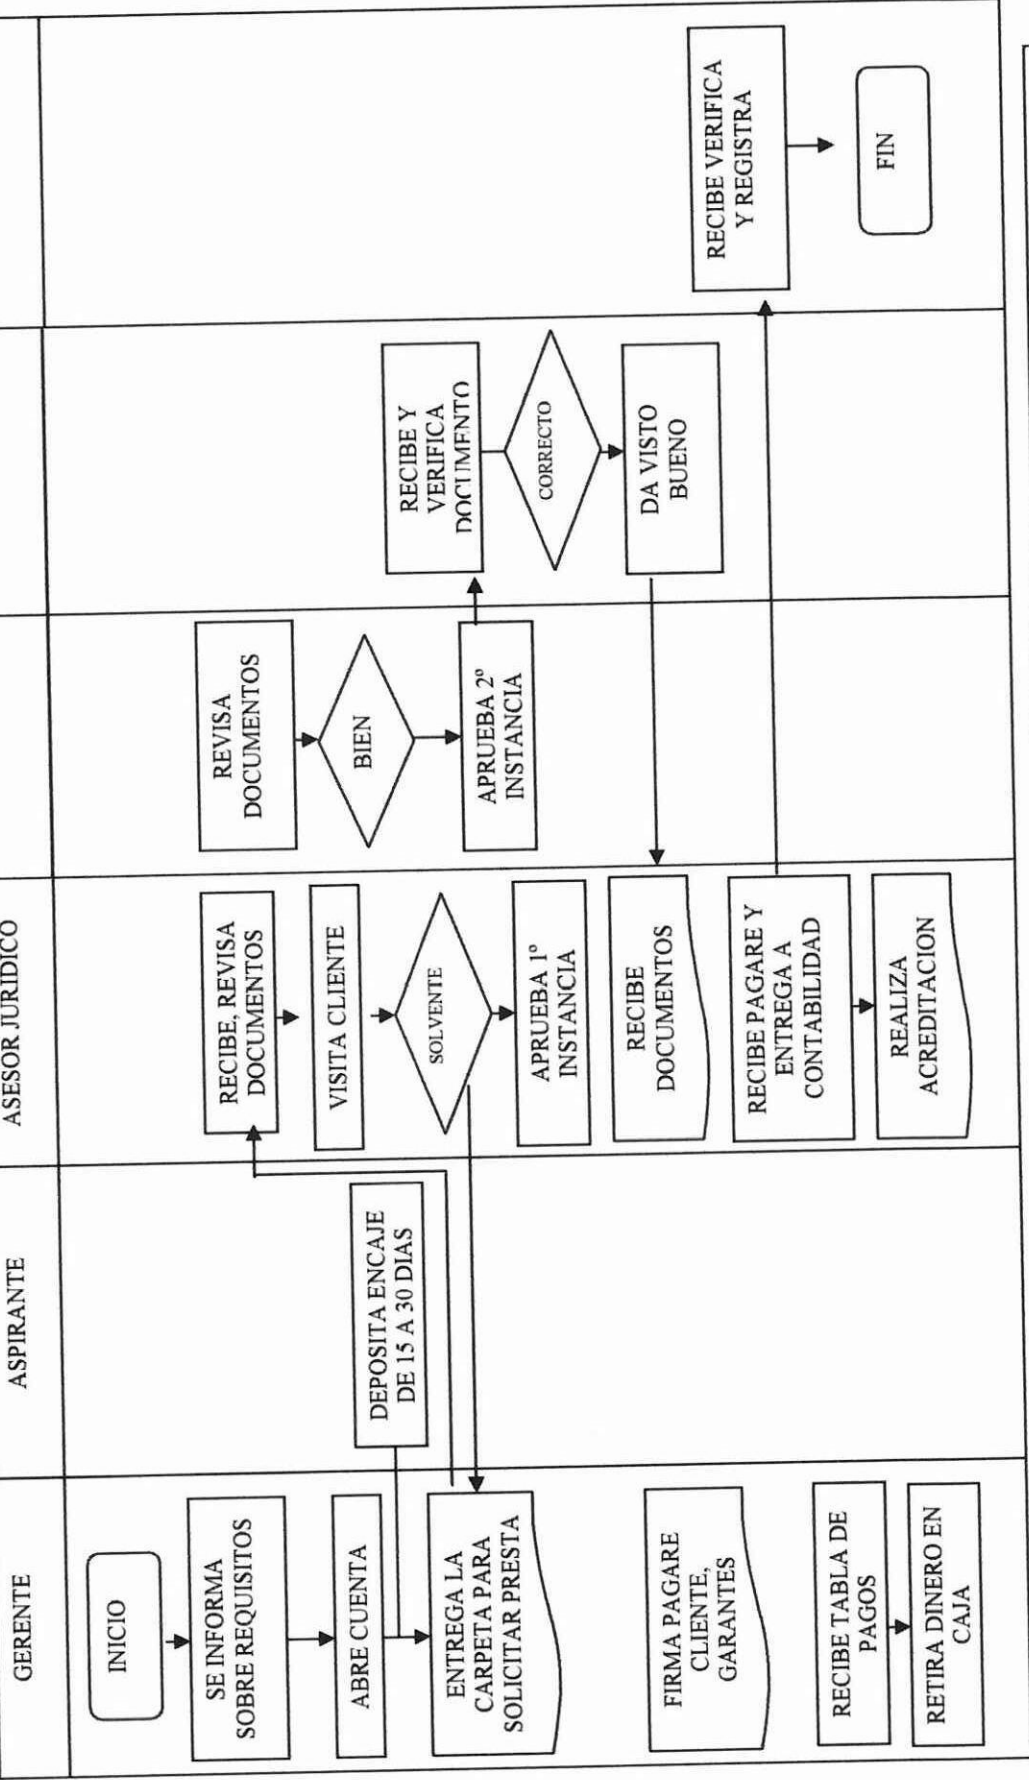 GERENTE
ASPIRANTE
ASESOR JURIDICO
INICIO
SE INFORMA
SOBRE REQUISITOS
ABRE CUENTA
ENTREGA LA
CARPETA PARA
SOLICITAR PRESTA
FIRMA PAGARE
CLIENTE,
GARANTES
RECIBE TABLA DE
PAGOS
RETIRA DINERO EN
CAJA
DEPOSITA ENCAJE
DE 15 A 30 DIAS
RECIBE, REVISA
DOCUMENTOS
VISITA CLIENTE
SOLVENTE
APRUEBA 1º
INSTANCIA
RECIBE
DOCUMENTOS
RECIBE PAGARE Y
ENTREGA A
CONTABILIDAD
REALIZA
ACREDITACION
REVISA
DOCUMENTOS
BIEN
APRUEBA 2º
INSTANCIA
RECIBE Y
VERIFICA
DOCUMENTO
CORRECTO
DA VISTO
BUENO
RECIBE VERIFICA
Y REGISTRA
FIN